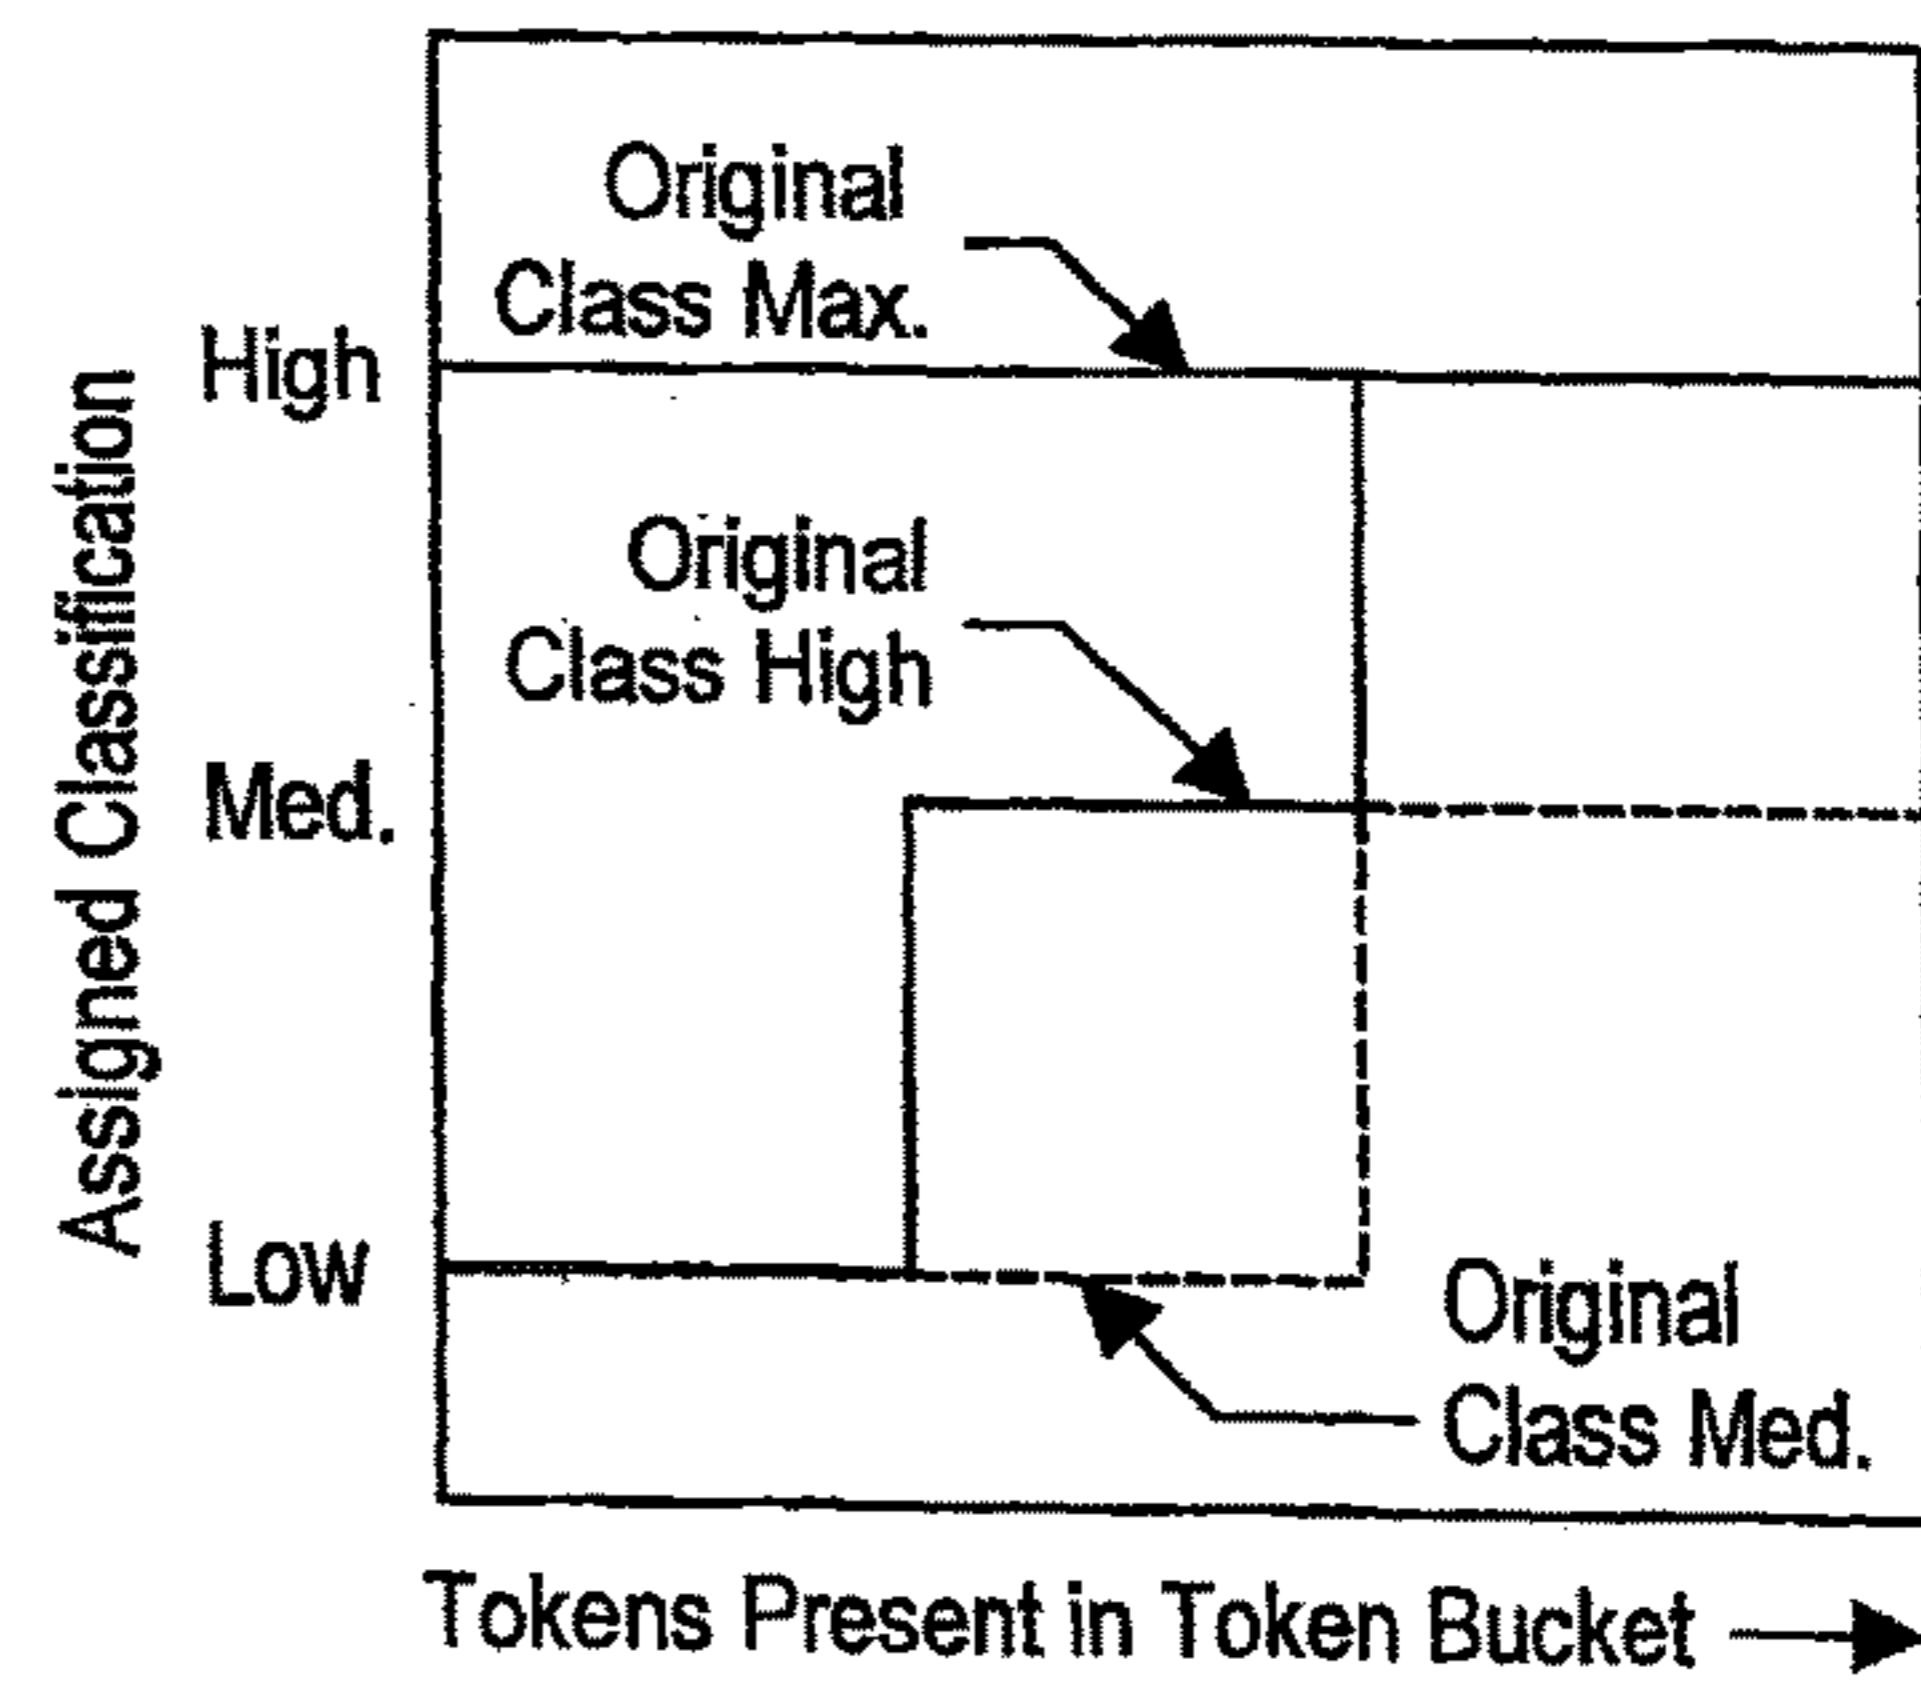 Original
Class Max.
High
Original
Class High
Med.
Low
Original
Class Med.
Assigned Classification
Tokens Present in Token Bucket